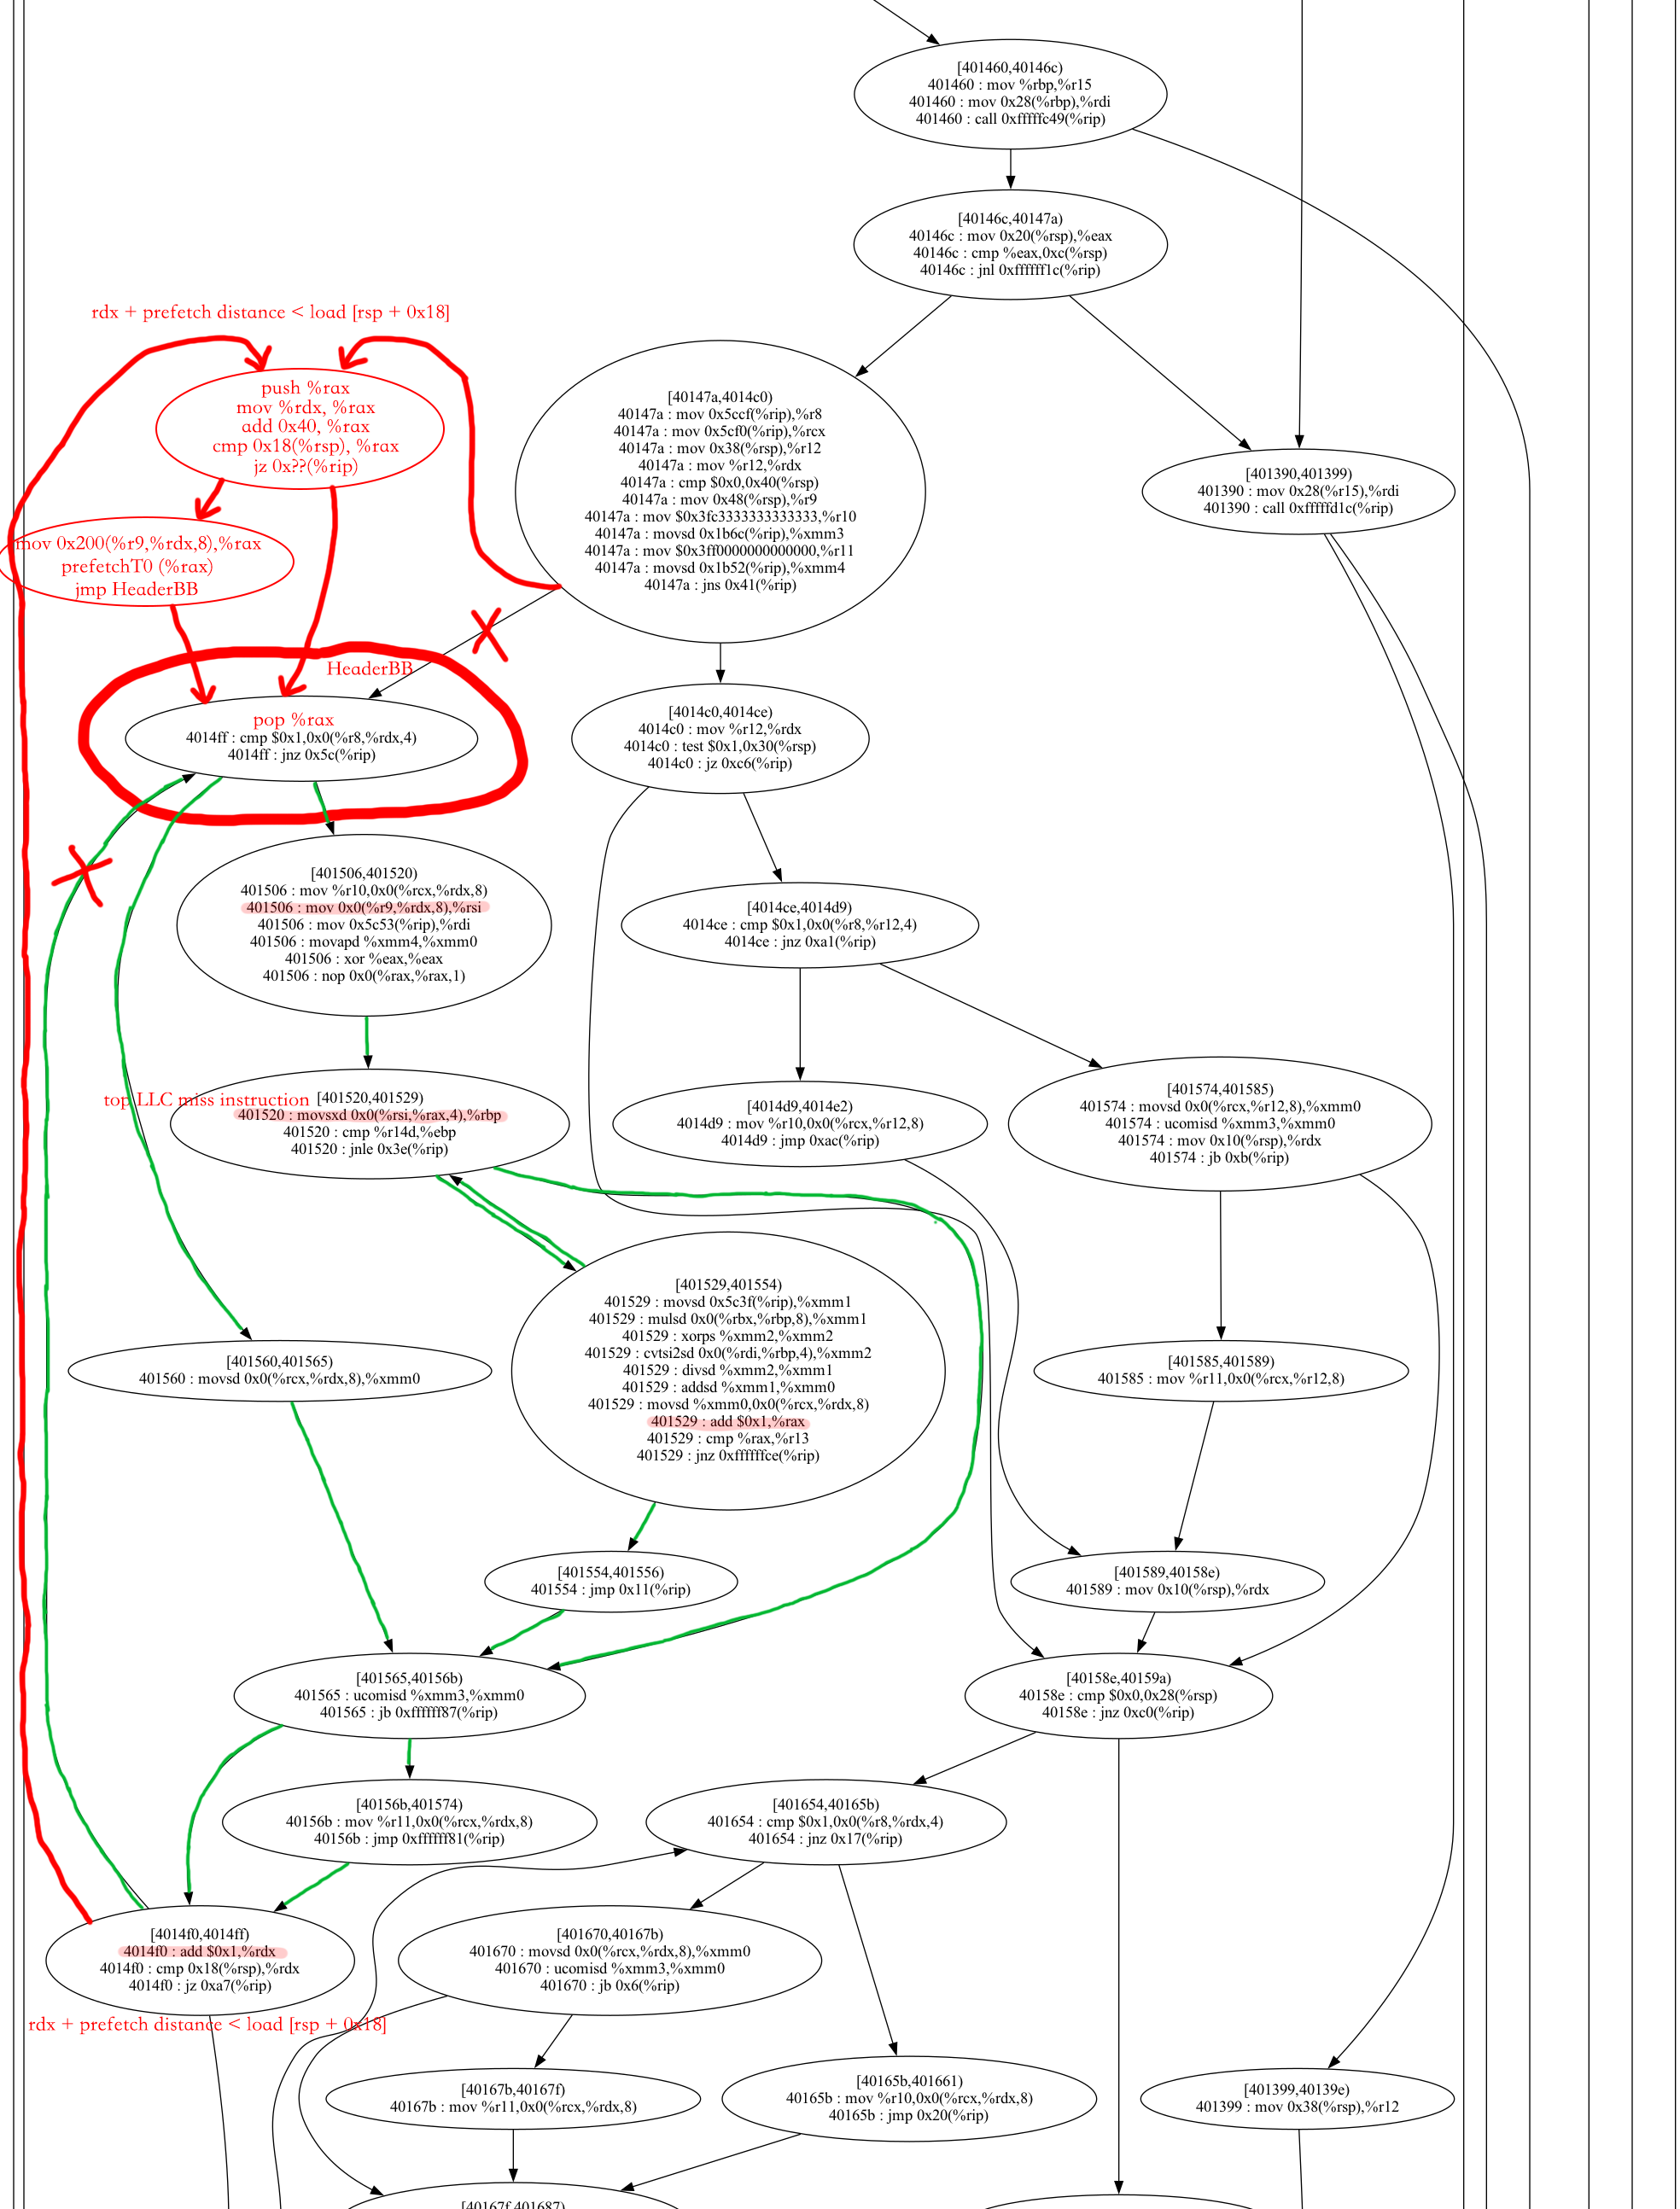 [401460,40146c)
401460 : mov %rbp,%r15
401460 : mov 0x28(%rbp),%rdi
401460 : call 0xfffffc49(%rip)
[40146c,40147a)
40146c : mov 0x20(%rsp),%eax
40146c : cmp %eax,0xc(%rsp)
40146c : jnl 0xffffff1c(%rip)
rdx + prefetch distance < load [rsp + 0x18]
push %rax
mov %rdx, %rax
add 0x40, %rax
cmp 0x18(%rsp), %rax
jz 0x??(%rip)
[40147a,4014c0)
40147a : mov 0x5ccf(%rip),%r8
40147a : mov 0x5cf0(%rip),%rcx
40147a : mov 0x38(%rsp),%r12
40147a : mov %r12,%rdx
40147a : cmp $0x0,0x40(%rsp)
40147a : mov 0x48(%rsp),%r9
40147a : mov $0x3fc3333333333333,%r10
40147a : movsd 0x1b6c(%rip),%xmm3
40147a : mov $0x3ff0000000000000,%r11
40147a : movsd 0x1b52(%rip),%xmm4
40147a : jns 0x41(%rip)
[401390,401399)
401390 : mov 0x28(%r15),%rdi
401390 : call 0xfffffd1c(%rip)
mov 0x200(%r9,%rdx,8),%rax
prefetchT0 (%rax)
jmp HeaderBB
HeaderBB
pop %rax
4014ff : cmp $0x1,0x0(%r8,%rdx,4)
4014ff : jnz 0x5c(%rip)
[4014c0,4014ce)
4014c0 : mov %r12,%rdx
4014c0 : test $0x1,0x30(%rsp)
4014c0 : jz 0xc6(%rip)
[401506,401520)
401506 : mov %r10,0x0(%rcx,%rdx,8)
401506 : mov 0x0(%r9,%rdx,8),%rsi
401506 : mov 0x5c53(%rip),%rdi
401506 : movapd %xmm4,%xmm0
401506 : xor %eax,%eax
401506 : nop 0x0(%rax,%rax,1)
[4014ce,4014d9)
4014ce : cmp $0x1,0x0(%r8,%r12,4)
4014ce : jnz 0xa1(%rip)
top LLC miss instruction
[401520,401529)
401520 : movsxd 0x0(%rsi,%rax,4),%rbp
401520 : cmp %r14d,%ebp
401520 : jnle 0x3e(%rip)
[4014d9,4014e2)
4014d9 : mov %r10,0x0(%rcx,%r12,8)
4014d9 : jmp 0xac(%rip)
[401574,401585)
401574 : movsd 0x0(%rcx,%r12,8),%xmm0
401574 : ucomisd %xmm3,%xmm0
401574 : mov 0x10(%rsp),%rdx
401574 : jb 0xb(%rip)
[401529,401554)
401529 : movsd 0x5c3f(%rip),%xmm1
401529 : mulsd 0x0(%rbx,%rbp,8),%xmm1
401529 : xorps %xmm2,%xmm2
401529 : cvtsi2sd 0x0(%rdi,%rbp,4),%xmm2
401529 : divsd %xmm2,%xmm1
401529 : addsd %xmm1,%xmm0
401529 : movsd %xmm0,0x0(%rcx,%rdx,8)
401529 : add $0x1,%rax
401529 : cmp %rax,%r13
401529 : jnz 0xffffffce(%rip)
[401560,401565)
401560 : movsd 0x0(%rcx,%rdx,8),%xmm0
[401585,401589)
401585 : mov %r11,0x0(%rcx,%r12,8)
[401554,401556)
401554 : jmp 0x11(%rip)
[401589,40158e)
401589 : mov 0x10(%rsp),%rdx
[401565,40156b)
401565 : ucomisd %xmm3,%xmm0
401565 : jb 0xffffff87(%rip)
[40158e,40159a)
40158e : cmp $0x0,0x28(%rsp)
40158e : jnz 0xc0(%rip)
[40156b,401574)
40156b : mov %r11,0x0(%rcx,%rdx,8)
40156b : jmp 0xffffff81(%rip)
[401654,40165b)
401654 : cmp $0x1,0x0(%r8,%rdx,4)
401654 : jnz 0x17(%rip)
[4014f0,4014ff)
4014f0 : add $0x1,%rdx
4014f0 : cmp 0x18(%rsp),%rdx
4014f0 : jz 0xa7(%rip)
[401670,40167b)
401670 : movsd 0x0(%rcx,%rdx,8),%xmm0
401670 : ucomisd %xmm3,%xmm0
401670 : jb 0x6(%rip)
rdx + prefetch distance < load [rsp + 0x18]
[40167b,40167f)
40167b : mov %r11,0x0(%rcx,%rdx,8)
[40165b,401661)
40165b : mov %r10,0x0(%rcx,%rdx,8)
40165b : jmp 0x20(%rip)
[401399,40139e)
401399 : mov 0x38(%rsp),%r12
[40167f,401687)